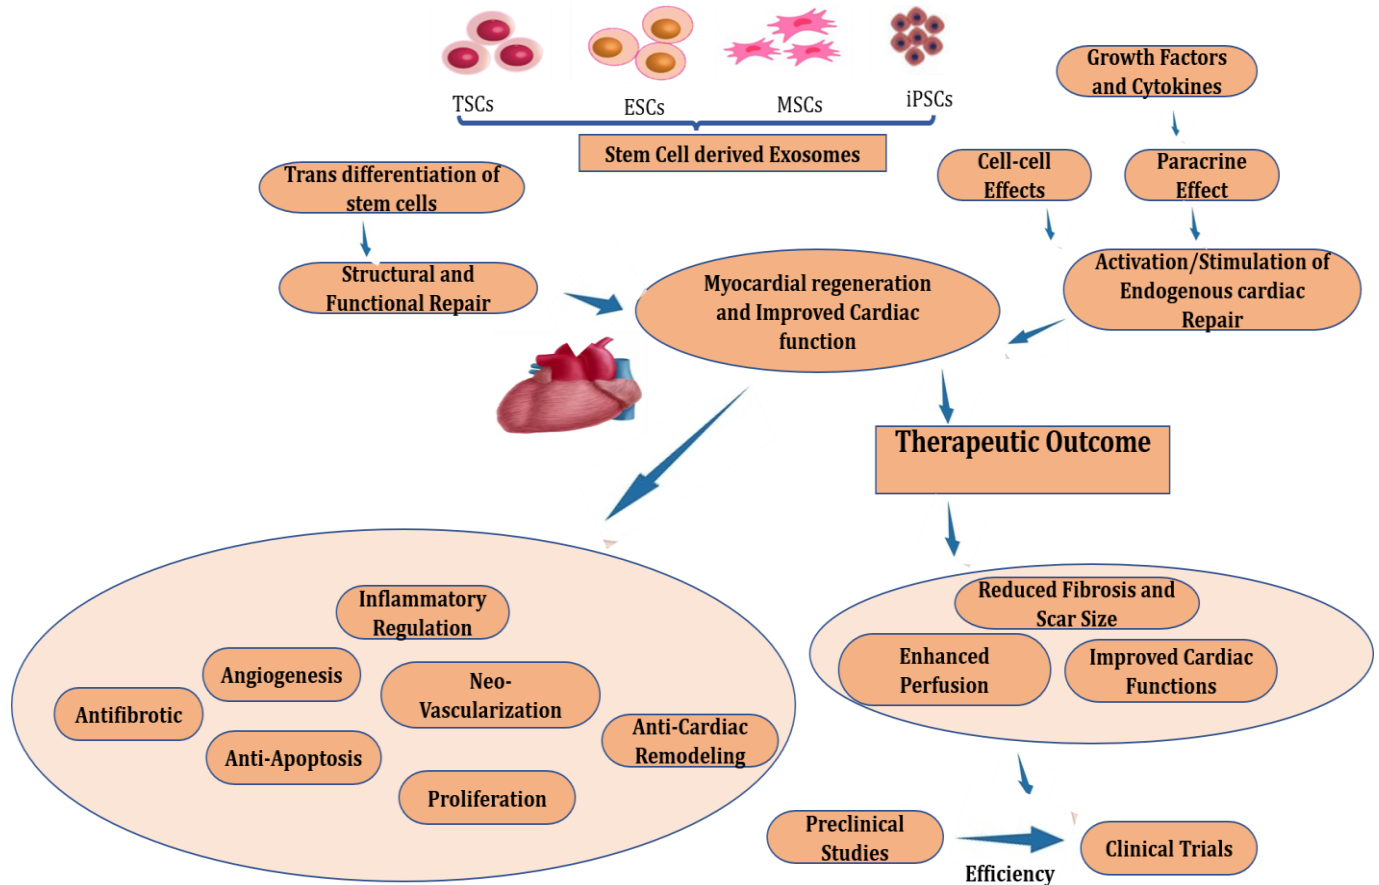 TSCs
ESCs
MSCs
iPSCs
Stem Cell derived Exosomes
Growth Factors
and Cytokines
Cell-cell
Effects
Paracrine
Effect
Trans differentiation of
stem cells
Structural and
Functional Repair
Myocardial regeneration
and Improved Cardiac
function
Activation/Stimulation of
Endogenous cardiac
Repair
Therapeutic Outcome
Inflammatory
Regulation
Angiogenesis
Neo-
Vascularization
Antifibrotic
Anti-Cardiac
Remodeling
Anti-Apoptosis
Proliferation
Reduced Fibrosis and
Scar Size
Enhanced
Perfusion
Improved Cardiac
Functions
Preclinical
Studies
Efficiency
Clinical Trials